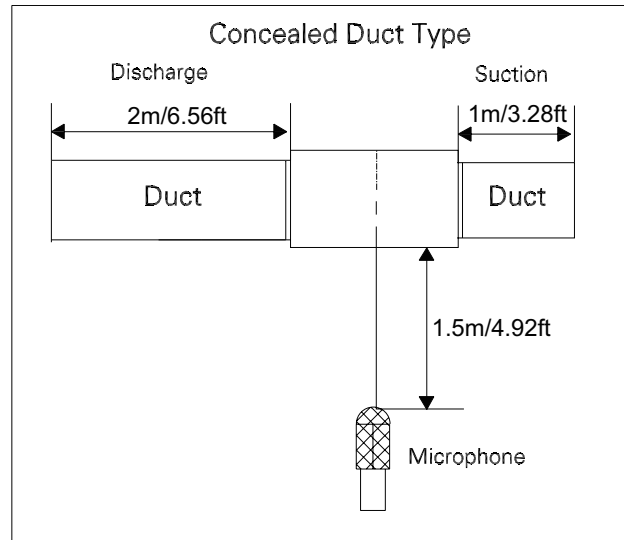 Concealed Duct Type
Discharge
Suction
2m/6.56ft
1m/3.28ft
Duct
Duct
1.5m/4.92ft
Microphone